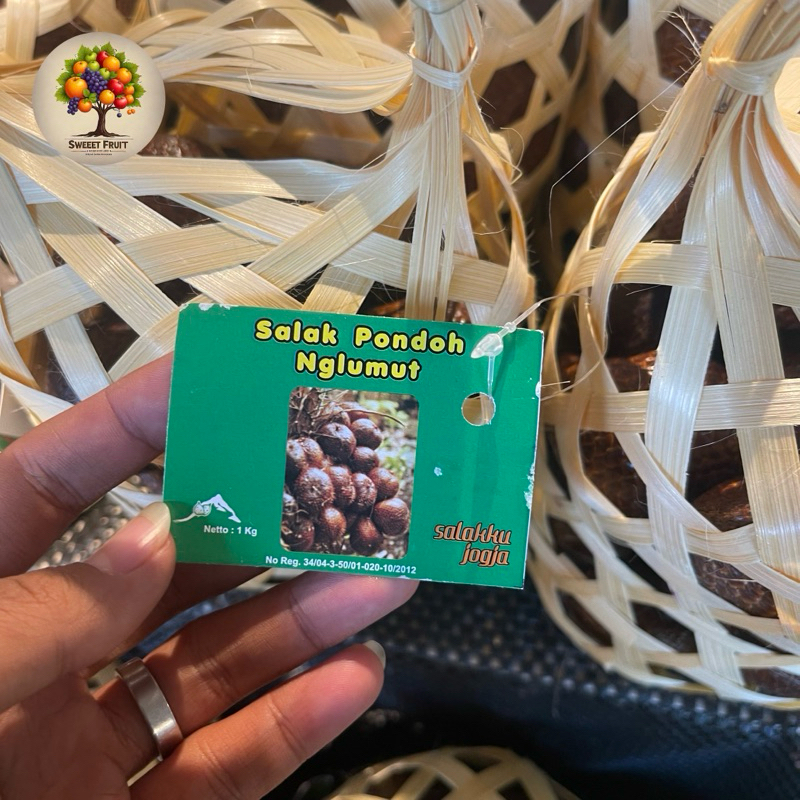 SWEEET FRUIT
Salak Pondoh
Nglumut
Netto : 1 Kg
salakku
jogja
No Reg. 34/04-3-50/01-020-10/2012